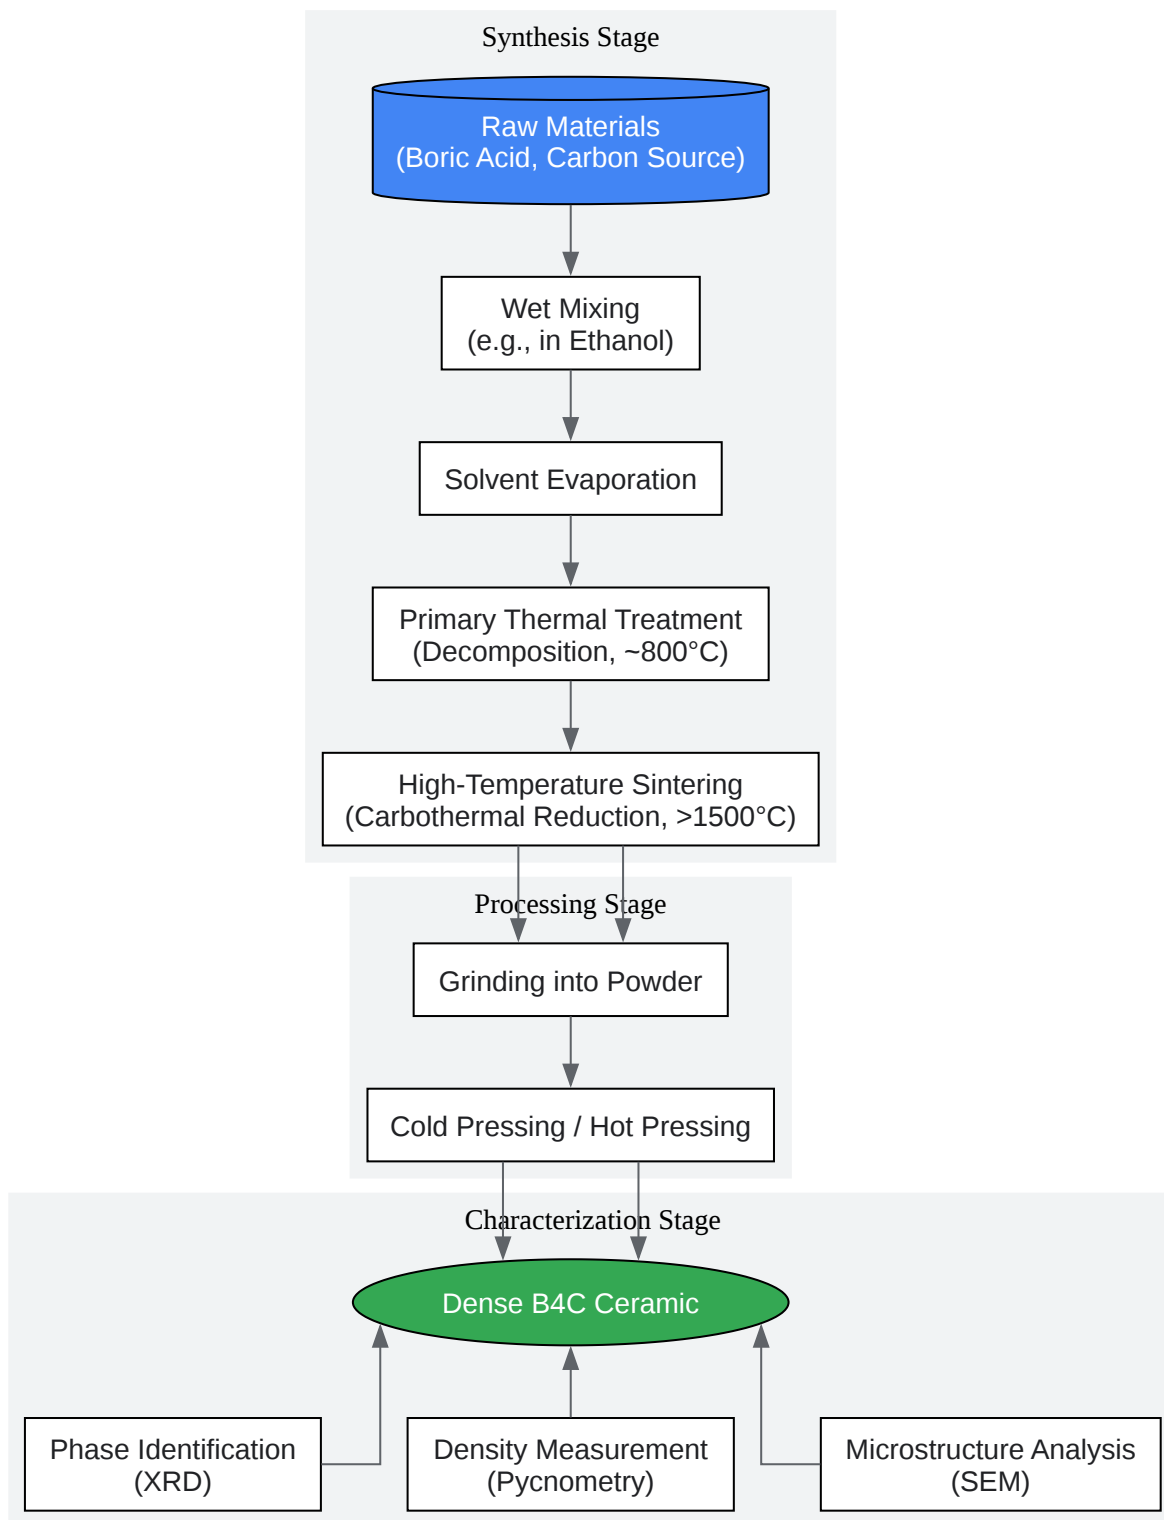 Synthesis Stage
Raw Materials
(Boric Acid, Carbon Source)
Wet Mixing
(e.g., in Ethanol)
Solvent Evaporation
Primary Thermal Treatment
(Decomposition, ~800°C)
High-Temperature Sintering
(Carbothermal Reduction, >1500°C)
Processing Stage
Grinding into Powder
Cold Pressing / Hot Pressing
Characterization Stage
Dense B4C Ceramic
Phase Identification
(XRD)
Density Measurement
(Pycnometry)
Microstructure Analysis
(SEM)